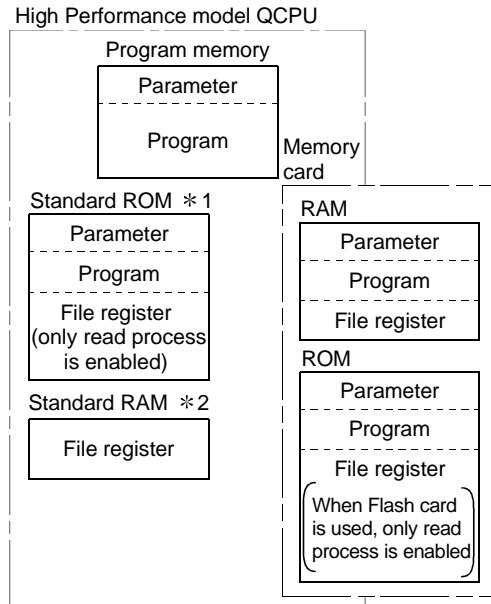 High Performance model QCPU
Program memory
Parameter
Program
Memory
card
Standard ROM *1
Parameter
Program
File register
(only read process
is enabled)
Standard RAM *2
File register
RAM
Parameter
Program
File register
ROM
Parameter
Program
File register
(When Flash card
is used, only read
process is enabled)